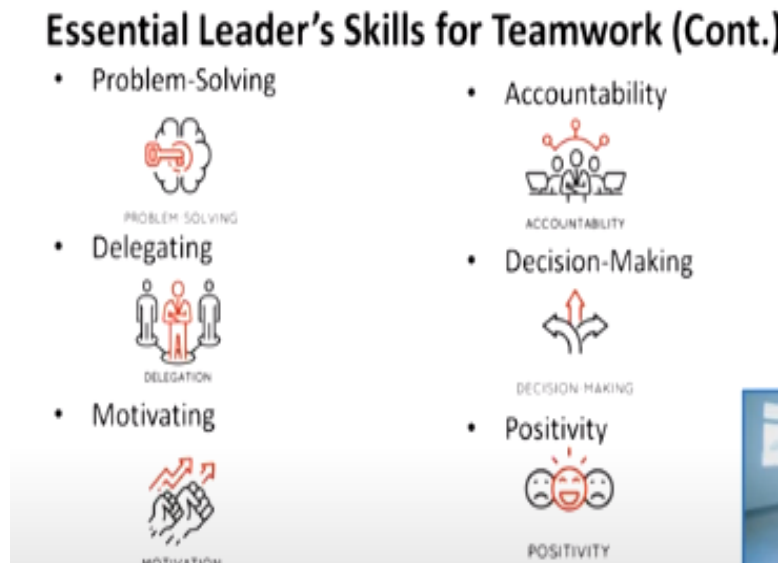 Essential Leader's Skills for Teamwork (Cont.)
• Problem-Solving
PROBLEM SOLVING
• Delegating
DELEGATION
• Motivating
MOTIVATION
• Accountability
ACCOUNTABILITY
• Decision-Making
DECISION MAKING
• Positivity
POSITIVITY